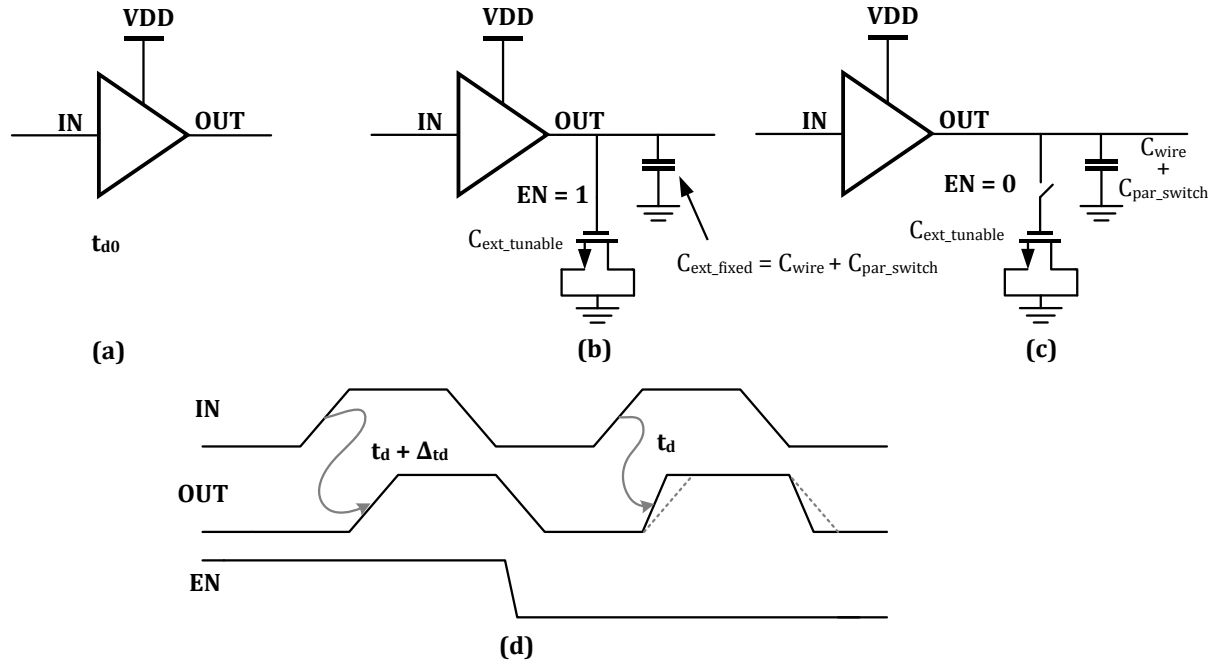 VDD
IN
OUT
t_d0
(a)
VDD
IN
OUT
EN = 1
C_ext_tunable
C_ext_fixed = C_wire + C_par_switch
(b)
VDD
IN
OUT
EN = 0
C_ext_tunable
C_wire
+
C_par_switch
(c)
IN
t_d + Δ_td
t_d
OUT
EN
(d)